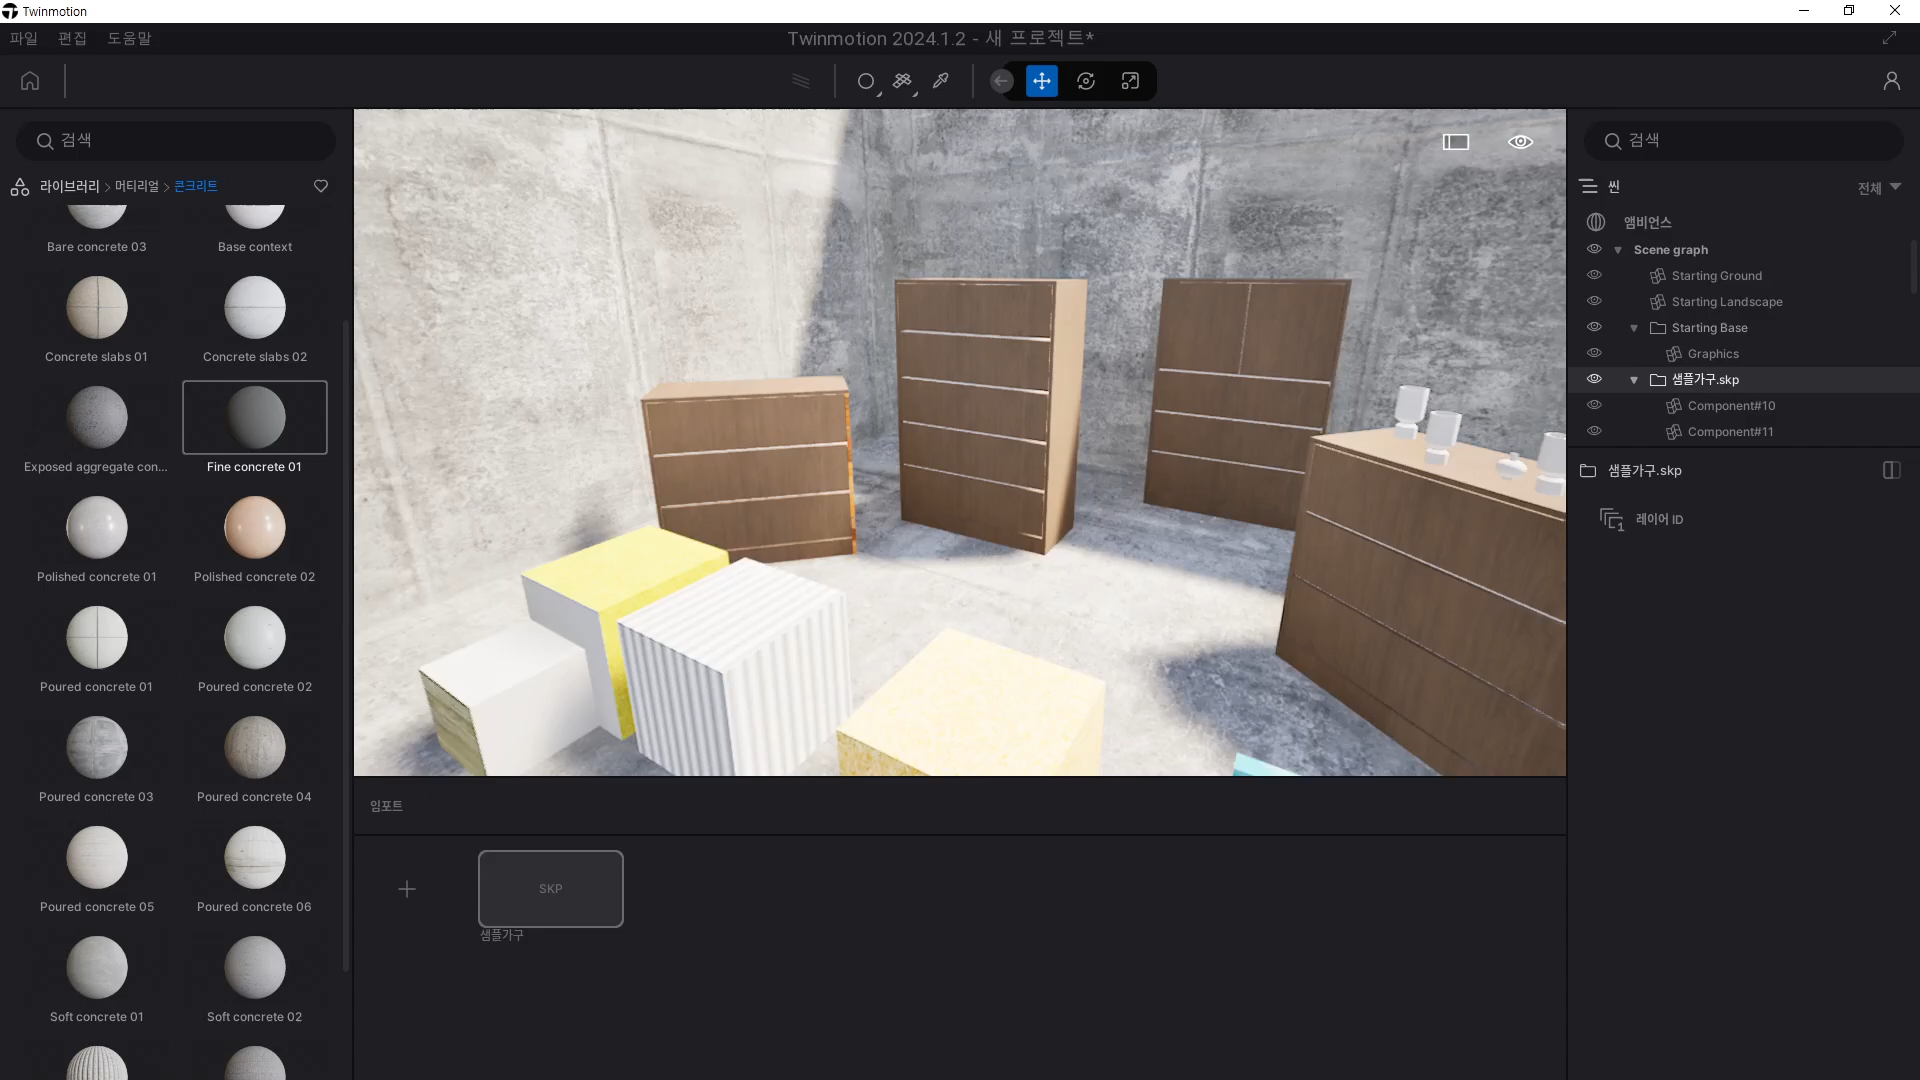 Twinmotion
파일 편집 도움말
Twinmotion 2024.1.2 - 새 프로젝트*
검색
라이브러리 > 머티리얼 > 콘크리트
Bare concrete 03
Base context
Concrete slabs 01
Concrete slabs 02
Exposed aggregate con...
Fine concrete 01
Polished concrete 01
Polished concrete 02
Poured concrete 01
Poured concrete 02
Poured concrete 03
Poured concrete 04
Poured concrete 05
Poured concrete 06
Soft concrete 01
Soft concrete 02
임포트
SKP
샘플가구
검색
씬
전체
앰비언스
Scene graph
Starting Ground
Starting Landscape
Starting Base
Graphics
샘플가구.skp
Component#10
Component#11
샘플가구.skp
1 레이어 ID